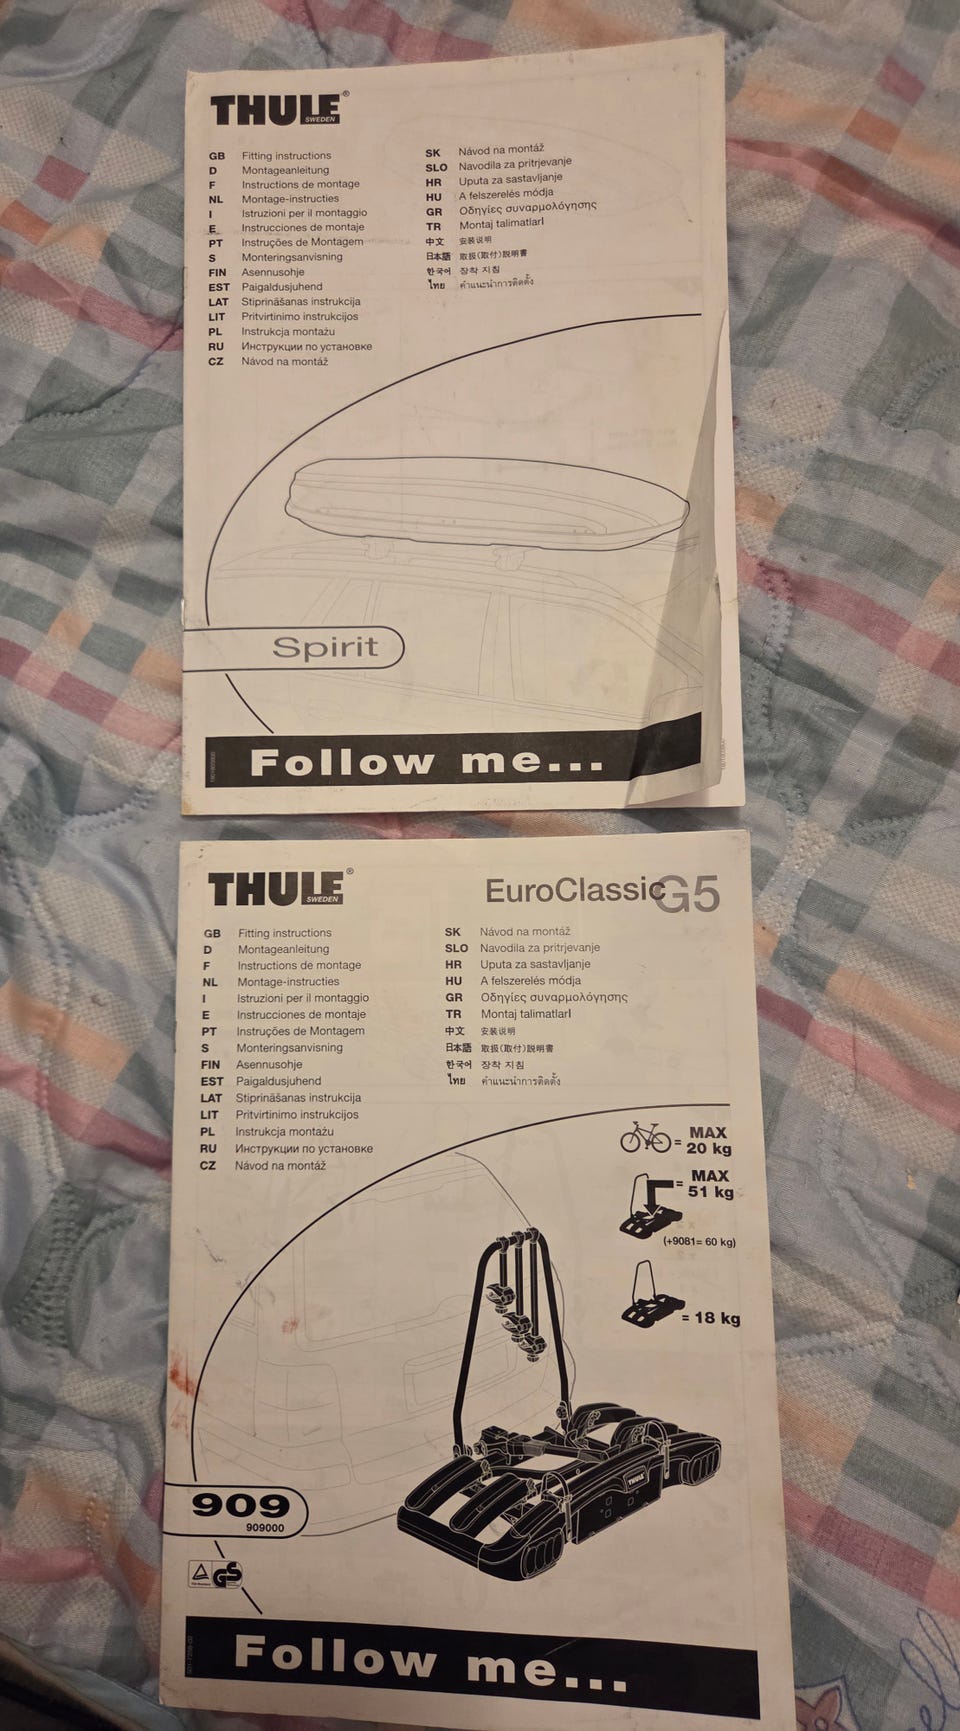 THULE®
SWEDEN
GB Fitting instructions
D Montageanleitung
F Instructions de montage
NL Montage-instructies
I Istruzioni per il montaggio
E Instrucciones de montaje
PT Instruções de Montagem
S Monteringsanvisning
FIN Asennusohje
EST Paigaldusjuhend
LAT Stiprināšanas instrukcija
LIT Pritvirtinimo instrukcijos
PL Instrukcja montażu
RU Инструкции по установке
CZ Návod na montáž
SK Návod na montáž
SLO Navodila za pritrjevanje
HR Uputa za sastavljanje
HU A felszerelés módja
GR Οδηγίες συναρμολόγησης
TR Montaj talimatlarI
中文 安装说明
日本語 取扱(取付)説明書
한국어 장착 지침
ไทย คำแนะนำการติดตั้ง
Spirit
Follow me...
THULE®
SWEDEN
EuroClassicG5
GB Fitting instructions
D Montageanleitung
F Instructions de montage
NL Montage-instructies
I Istruzioni per il montaggio
E Instrucciones de montaje
PT Instruções de Montagem
S Monteringsanvisning
FIN Asennusohje
EST Paigaldusjuhend
LAT Stiprināšanas instrukcija
LIT Pritvirtinimo instrukcijos
PL Instrukcja montażu
RU Инструкции по установке
CZ Návod na montáž
SK Návod na montáž
SLO Navodila za pritrjevanje
HR Uputa za sastavljanje
HU A felszerelés módja
GR Οδηγίες συναρμολόγησης
TR Montaj talimatlarI
中文 安装说明
日本語 取扱(取付)説明書
한국어 장착 지침
ไทย คำแนะนำการติดตั้ง
= MAX
20 kg
= MAX
51 kg
(+9081= 60 kg)
= 18 kg
THULE
909
909000
GS
Follow me...